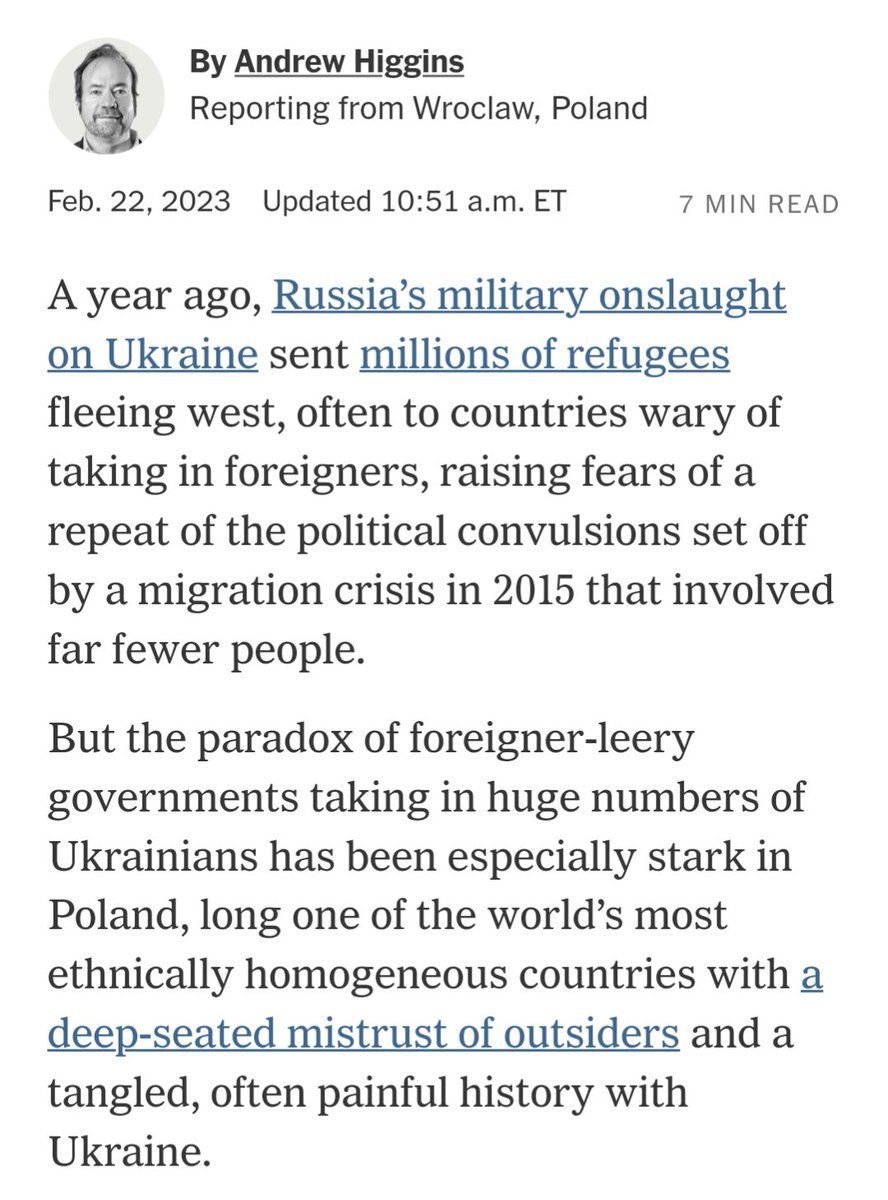 By Andrew Higgins
Reporting from Wroclaw, Poland
Feb. 22, 2023 Updated 10:51 a.m. ET 7 MIN READ
A year ago, Russia’s military onslaught
on Ukraine sent millions of refugees
fleeing west, often to countries wary of
taking in foreigners, raising fears of a
repeat of the political convulsions set off
by a migration crisis in 2015 that involved
far fewer people.
But the paradox of foreigner-leery
governments taking in huge numbers of
Ukrainians has been especially stark in
Poland, long one of the world’s most
ethnically homogeneous countries with a
deep-seated mistrust of outsiders and a
tangled, often painful history with
Ukraine.